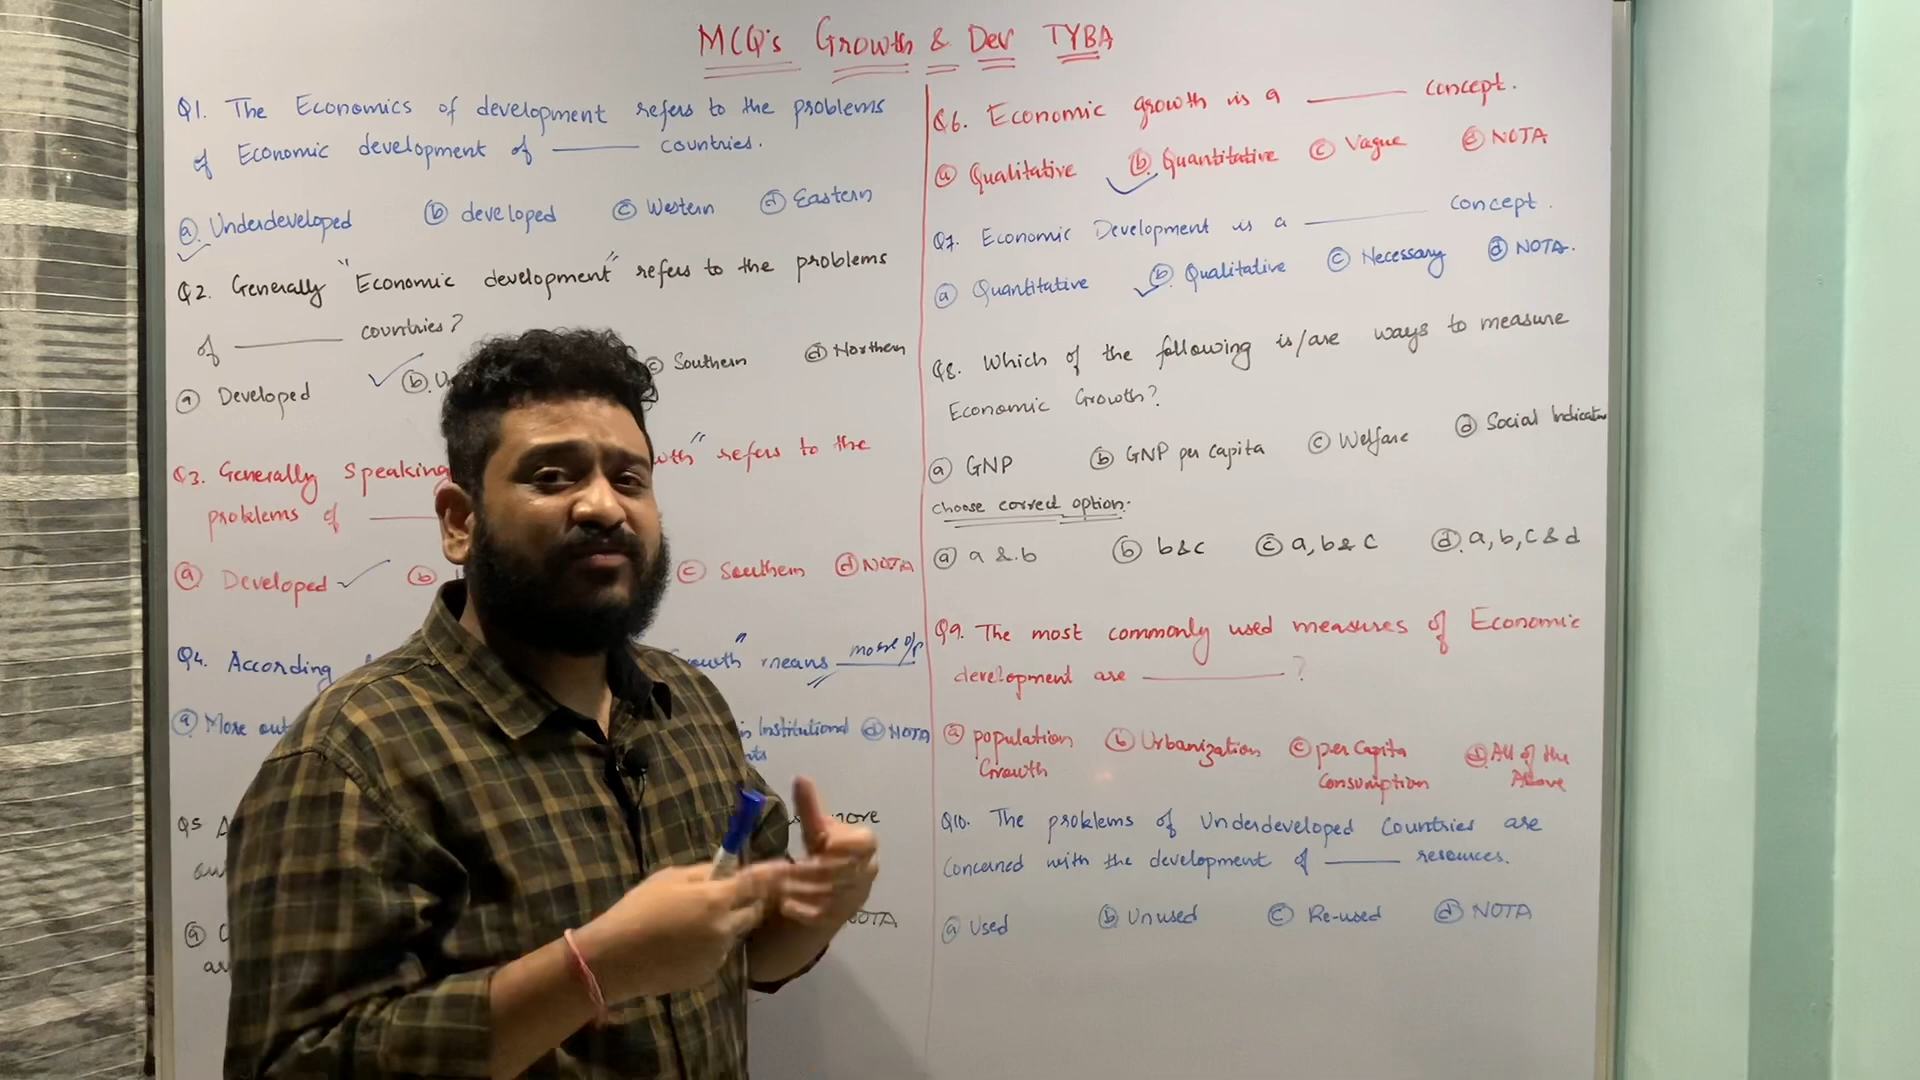 MCQ's Growth & Dev TYBA
Q1. The Economics of development refers to the problems
of Economic development of ______ countries.
ⓐ Underdeveloped ⓑ developed ⓒ Western ⓓ Eastern
Q2. Generally "Economic development" refers to the problems
of ______ countries?
ⓐ Developed ⓑ ⓒ Southern ⓓ Northern
Q3. Generally Speaking " refers to the
problems of ______
ⓐ Developed ⓑ ⓒ Southern ⓓ NOTA
Q4. According " means ______
ⓐ More Institutional ⓓ NOTA
Q5 more
NOTA
Q6. Economic growth is a ______ concept.
ⓐ Qualitative ⓑ Quantitative ⓒ Vague ⓓ NOTA
Q7. Economic Development is a ______ concept.
ⓐ Quantitative ⓑ Qualitative ⓒ Necessary ⓓ NOTA.
Q8. Which of the following is/are ways to measure
Economic Growth?
ⓐ GNP ⓑ GNP per capita ⓒ Welfare ⓓ Social
choose correct option.
ⓐ a & b ⓑ b & c ⓒ a, b & c ⓓ a, b, c & d
Q9. The most commonly used measures of Economic
development are ______?
ⓐ population Growth ⓑ Urbanization ⓒ per Capita Consumption ⓓ All of the Above
Q10. The problems of Underdeveloped Countries are
Concerned with the development of ______ resources.
ⓐ Used ⓑ Unused ⓒ Re-used ⓓ NOTA